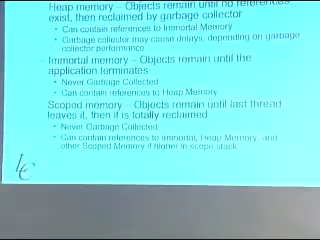 Heap memory – Objects remain until no references
exist, then reclaimed by garbage collector
• Can contain references to Immortal Memory
• Garbage collector may cause delays, depending on garbage
collector performance
– Immortal memory – Objects remain until the
application terminates
• Never Garbage Collected
• Can contain references to Heap Memory
Scoped memory – Objects remain until last thread
leaves it, then it is totally reclaimed
• Never Garbage Collected
• Can contain references to Immortal, Heap Memory, and
other Scoped Memory if higher in scope stack
LC